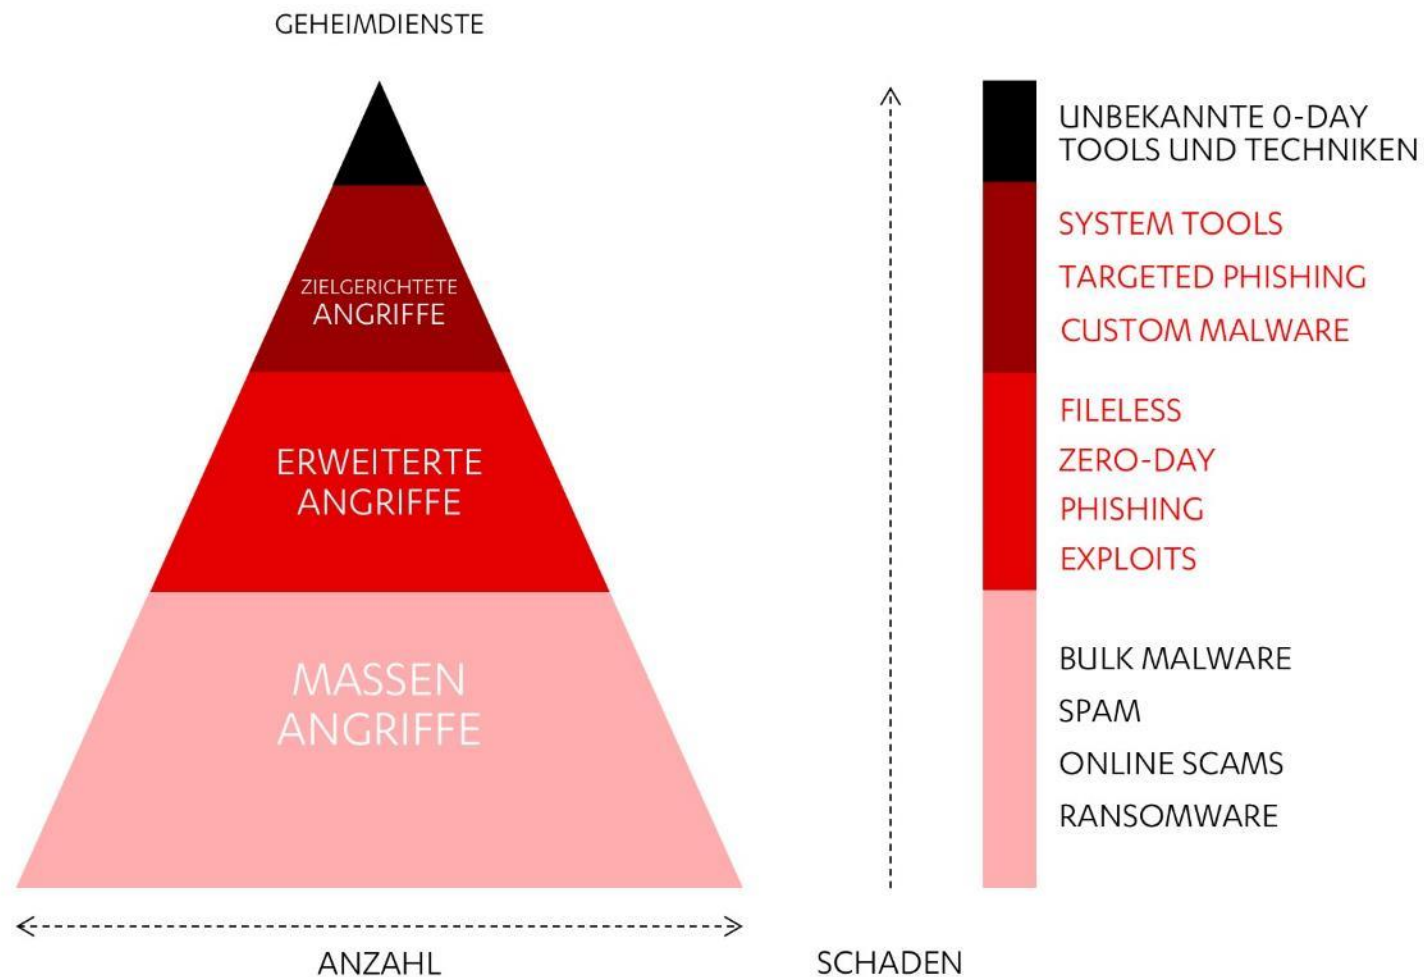 GEHEIMDIENSTE
ZIELGERICHTETE
ANGRIFFE
ERWEITERTE
ANGRIFFE
MASSEN
ANGRIFFE
ANZAHL
SCHADEN
UNBEKANNTE 0-DAY
TOOLS UND TECHNIKEN
SYSTEM TOOLS
TARGETED PHISHING
CUSTOM MALWARE
FILELESS
ZERO-DAY
PHISHING
EXPLOITS
BULK MALWARE
SPAM
ONLINE SCAMS
RANSOMWARE